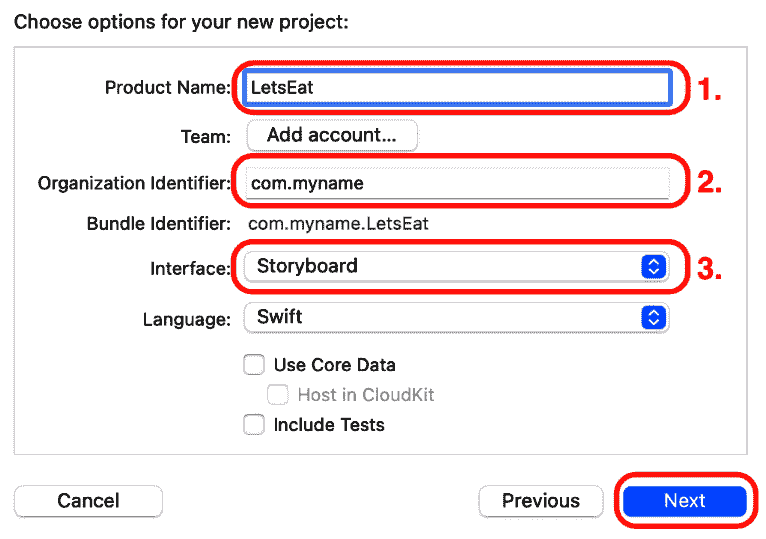 Choose options for your new project:
Product Name: LetsEat 1.
Team: Add account...
Organization Identifier: com.myname 2.
Bundle Identifier: com.myname.LetsEat
Interface: Storyboard 3.
Language: Swift
Use Core Data
Host in CloudKit
Include Tests
Cancel Previous Next